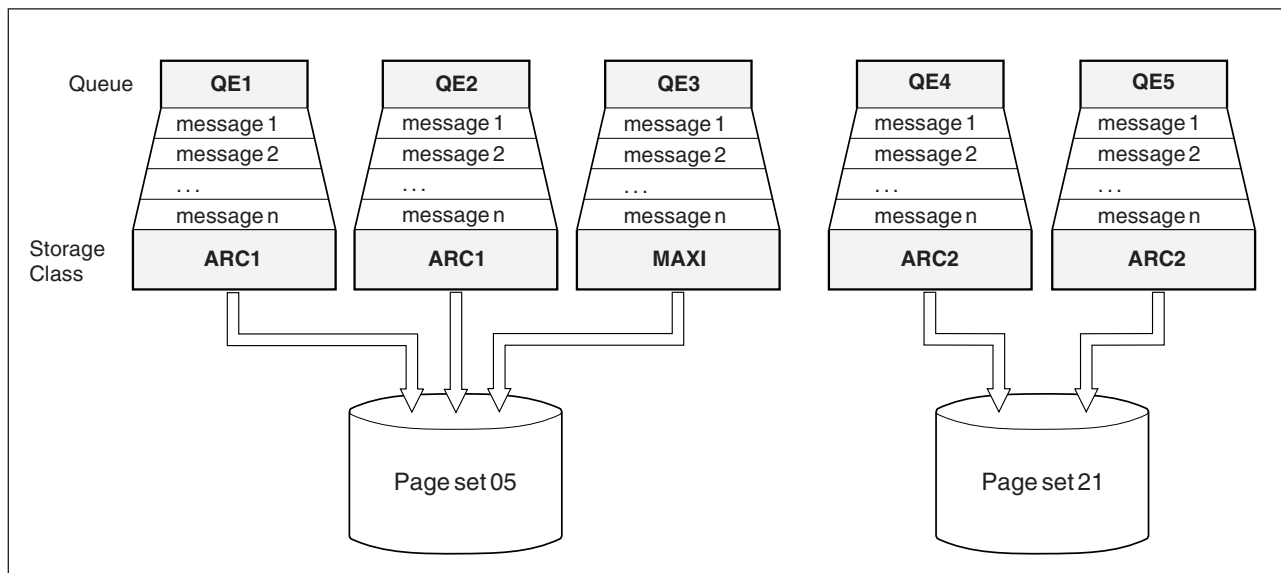 Queue QE1 QE2 QE3 QE4 QE5
message 1 message 1 message 1 message 1 message 1
message 2 message 2 message 2 message 2 message 2
... ... ... ... ...
message n message n message n message n message n
Storage
Class
ARC1 ARC1 MAXI ARC2 ARC2
Page set 05 Page set 21